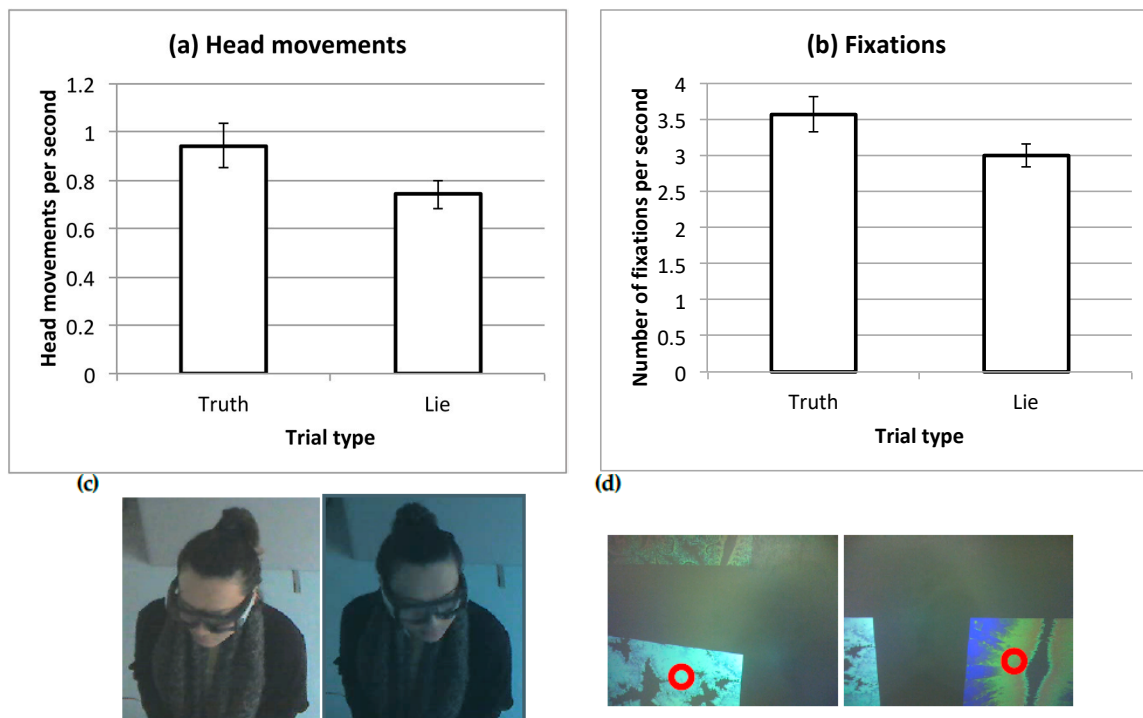 (a) Head movements
Head movements per second
1.2
1
0.8
0.6
0.4
0.2
0
Truth
Lie
Trial type
(b) Fixations
Number of fixations per second
4
3.5
3
2.5
2
1.5
1
0.5
0
Truth
Lie
Trial type
(c)
(d)